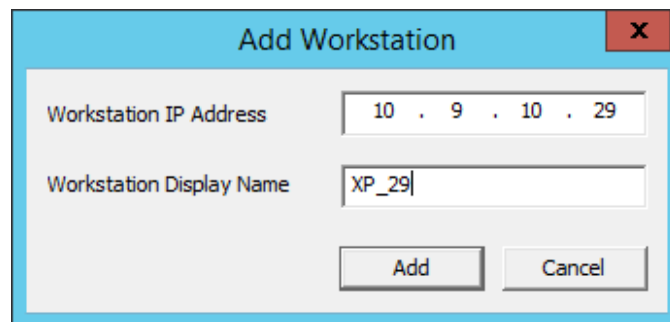 Add Workstation
x
Workstation IP Address 10 . 9 . 10 . 29
Workstation Display Name XP_29
Add Cancel